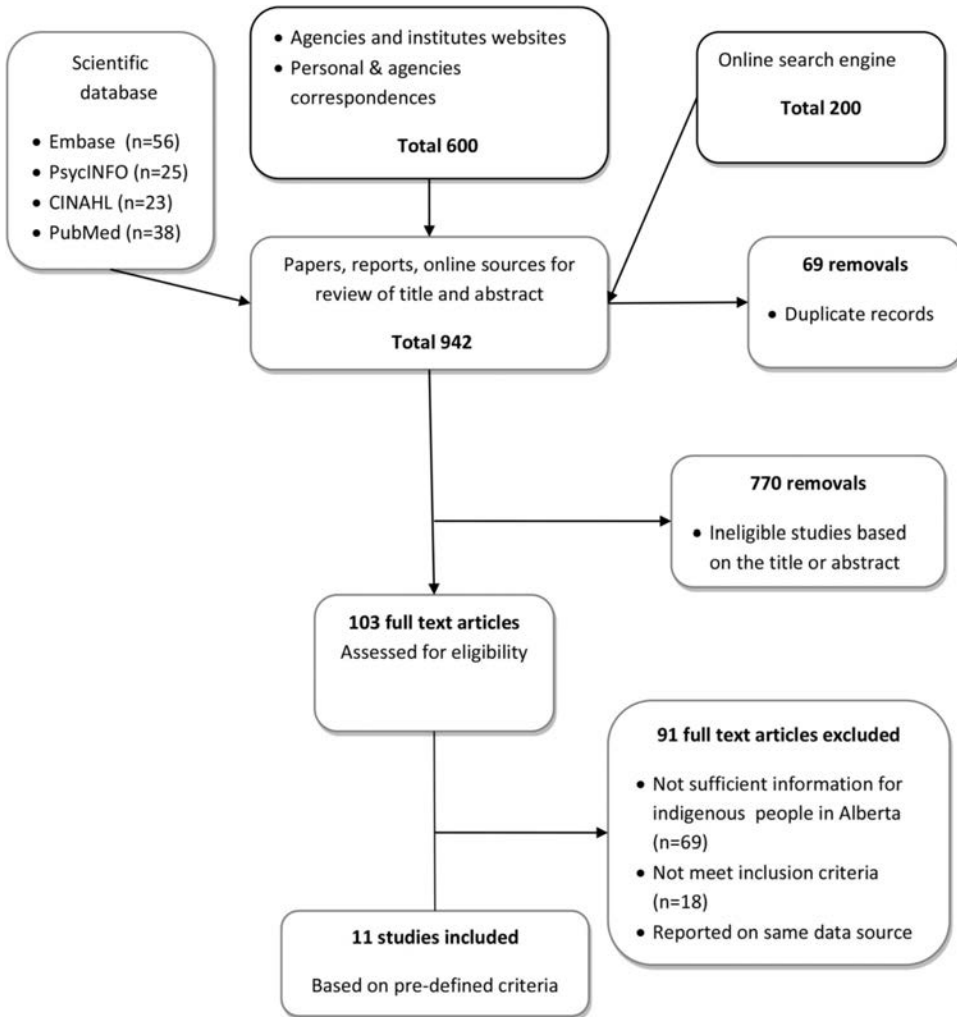 Scientific
database
• Embase (n=56)
• PsycINFO (n=25)
• CINAHL (n=23)
• PubMed (n=38)
• Agencies and institutes websites
• Personal & agencies
correspondences
Total 600
Online search engine
Total 200
Papers, reports, online sources for
review of title and abstract
Total 942
69 removals
• Duplicate records
770 removals
• Ineligible studies based
on the title or abstract
103 full text articles
Assessed for eligibility
91 full text articles excluded
• Not sufficient information for
indigenous people in Alberta
(n=69)
• Not meet inclusion criteria
(n=18)
• Reported on same data source
11 studies included
Based on pre-defined criteria